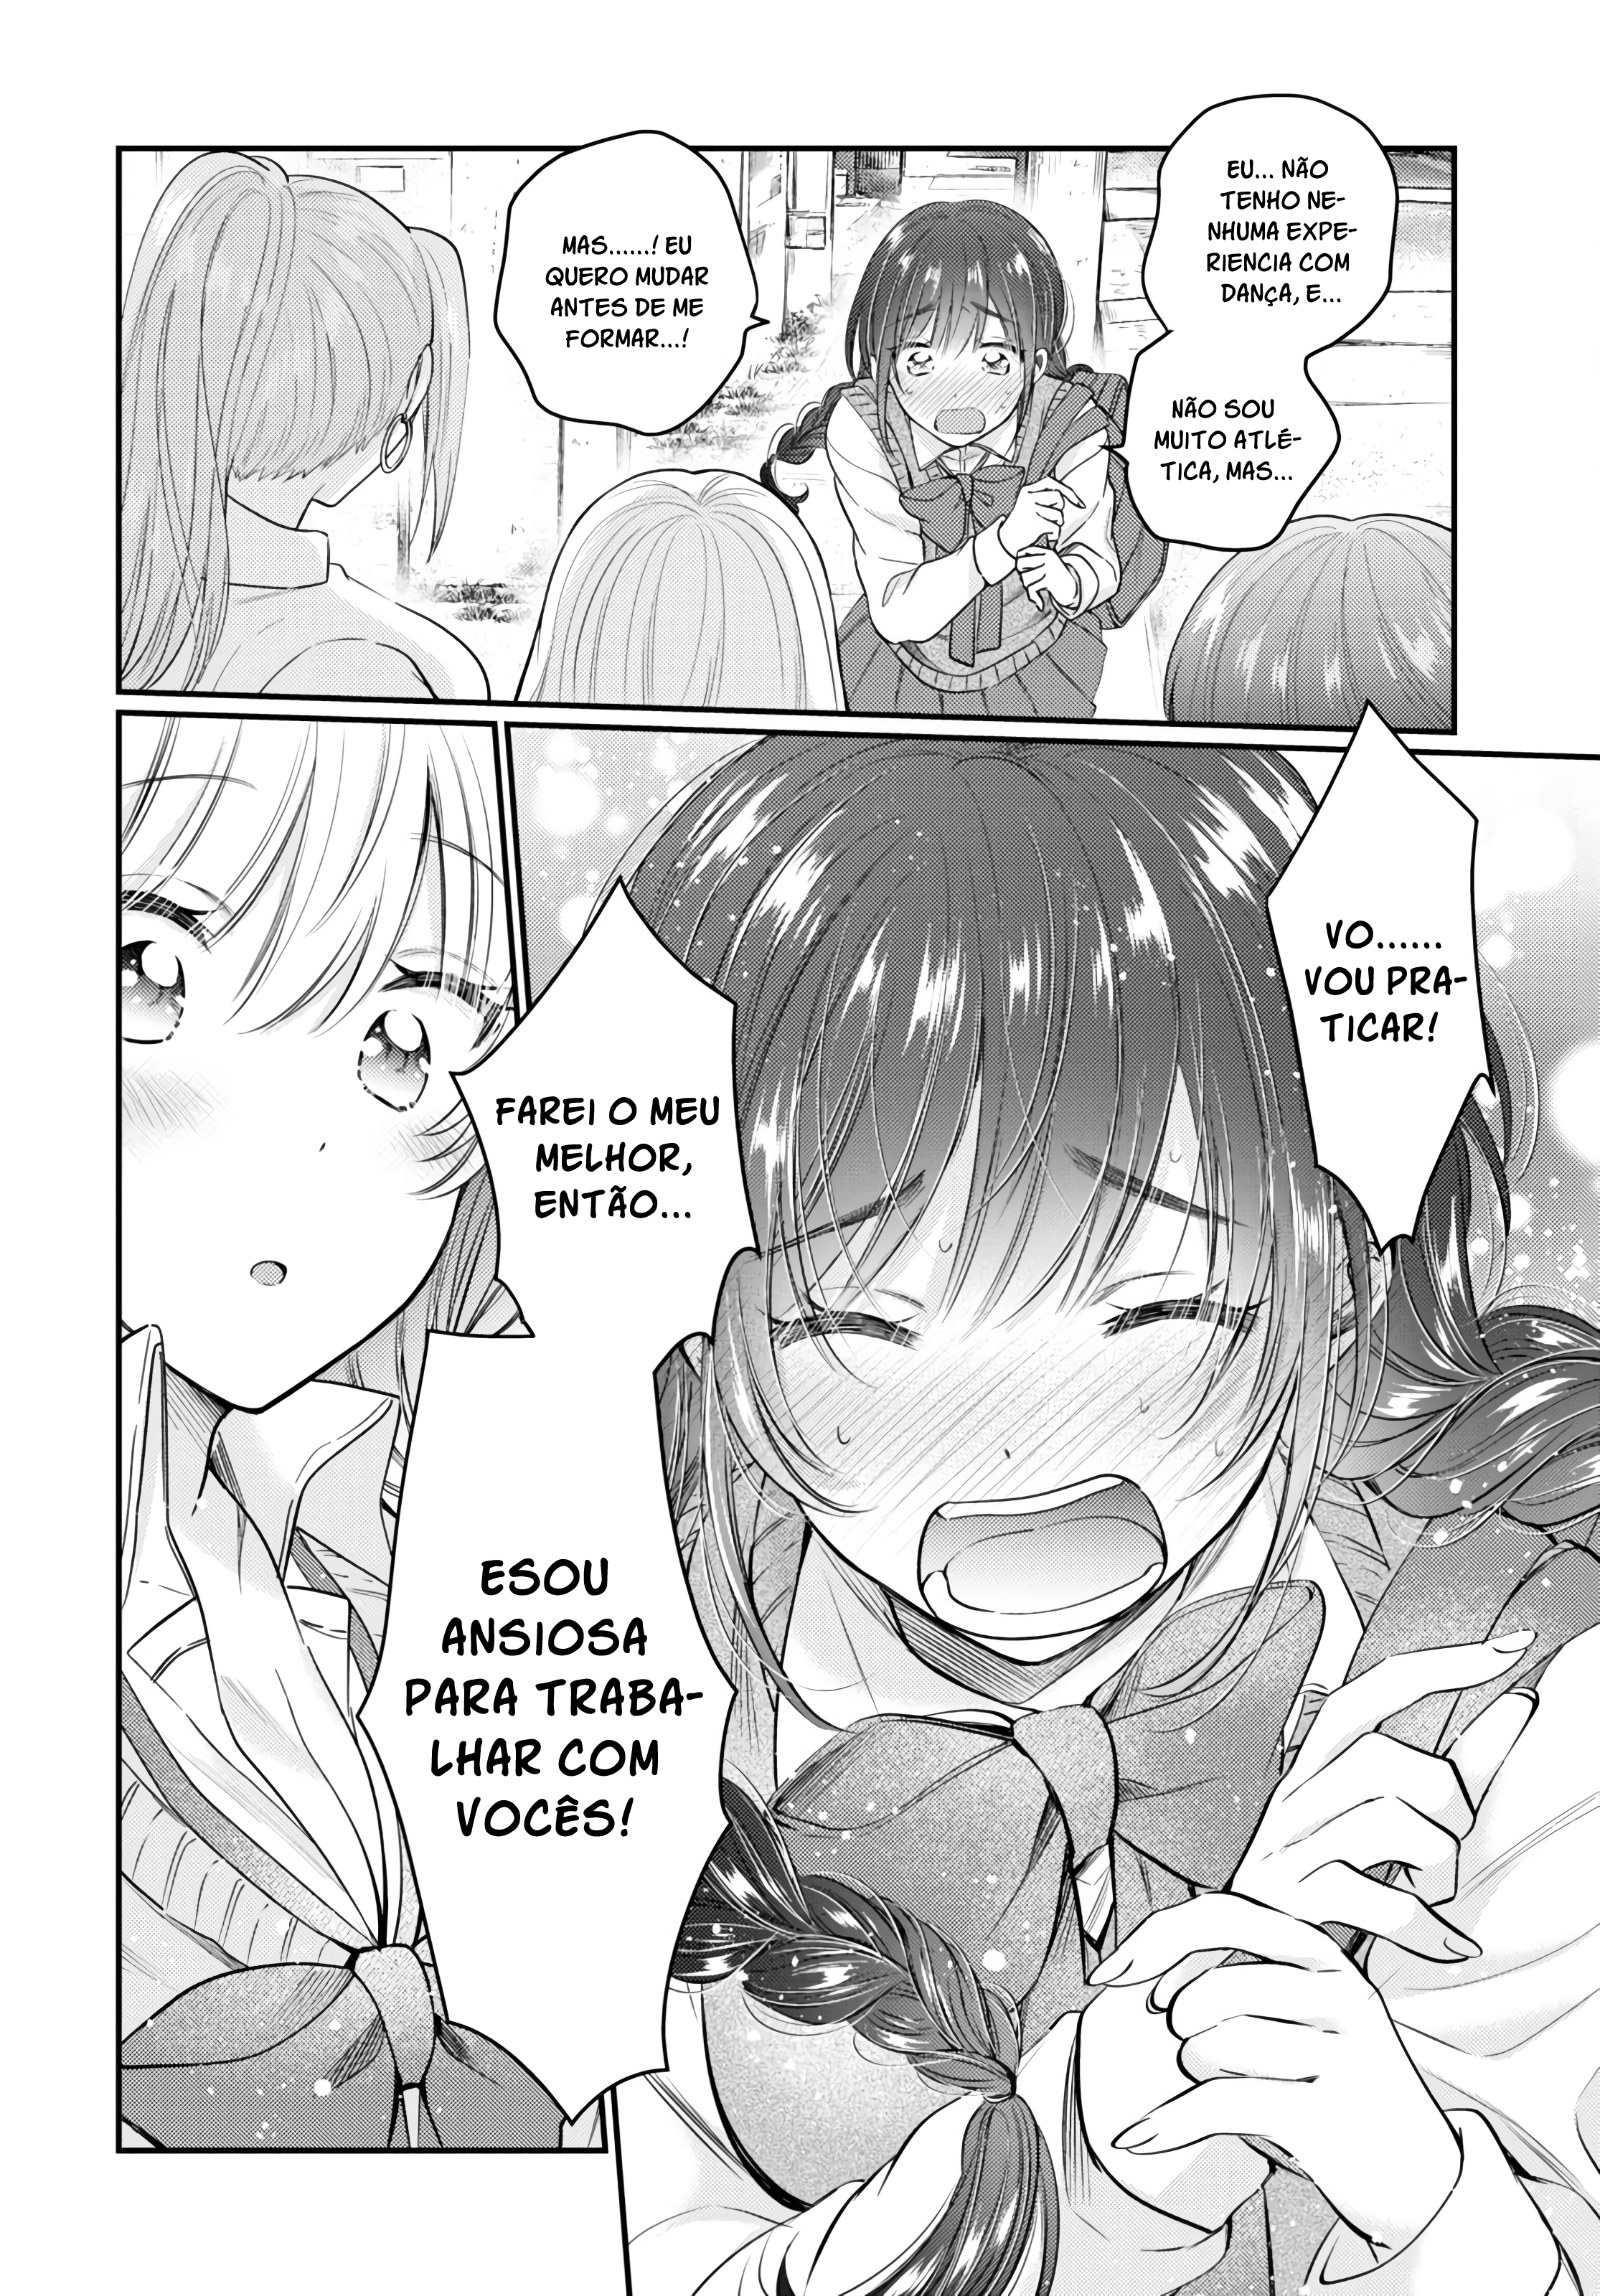 EU... NÃO
TENHO NE-
NHUMA EXPE-
RIENCIA COM
DANÇA, E...
NÃO SOU
MUITO ATLÉ-
TICA, MAS...
MAS......! EU
QUERO MUDAR
ANTES DE ME
FORMAR...!
VO......
VOU PRA-
TICAR!
FAREI O MEU
MELHOR,
ENTÃO...
ESOU
ANSIOSA
PARA TRABA-
LHAR COM
VOCÊS!